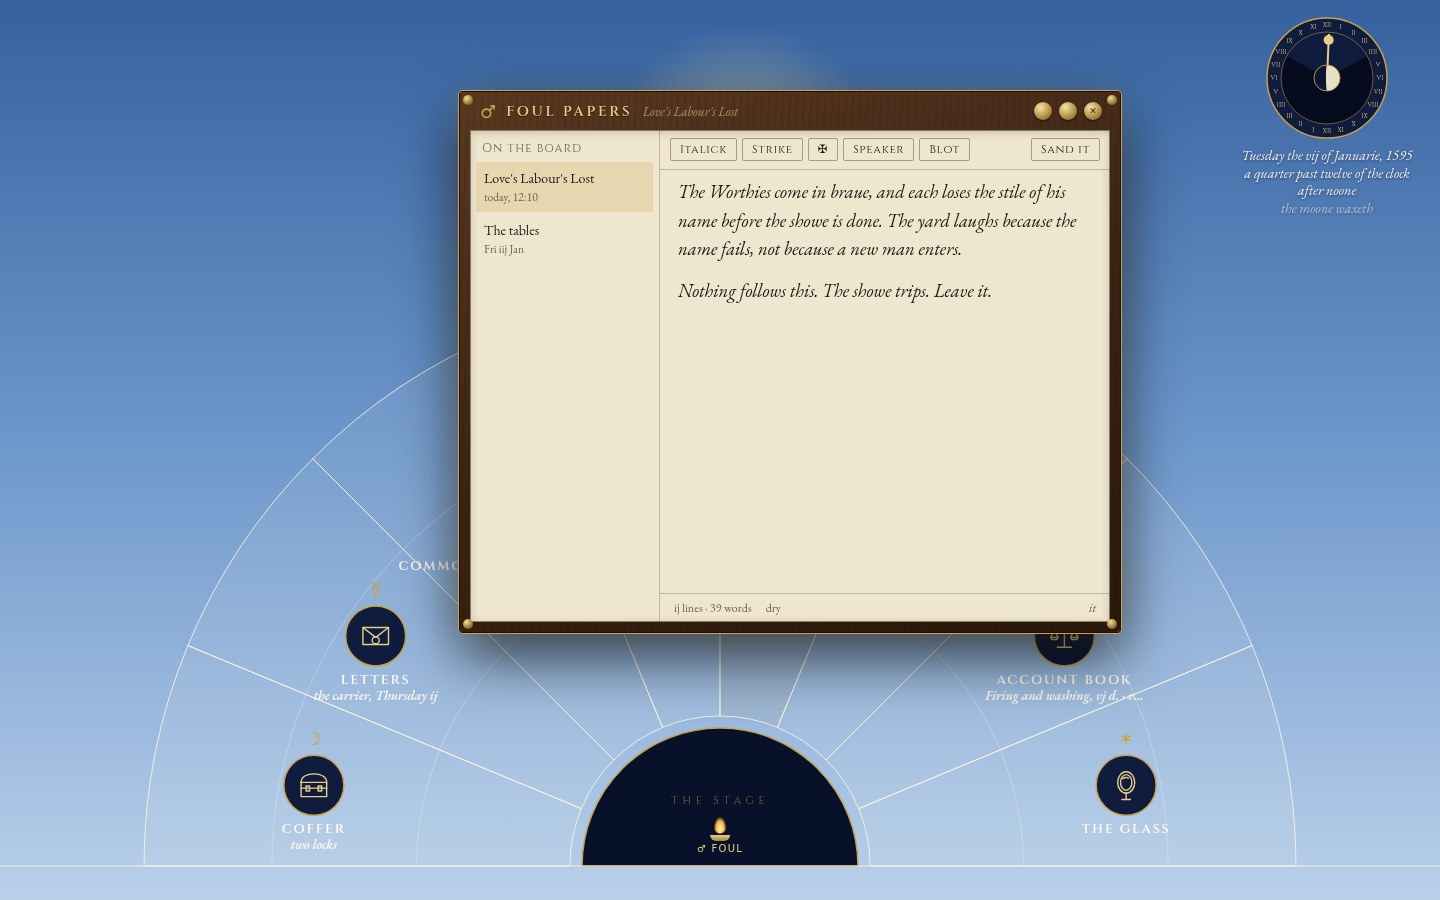 FOUL PAPERS Love's Labour's Lost
ON THE BOARD
Love's Labour's Lost
today, 12:10
The tables
Fri iij Jan
ITALICK STRIKE ✠ SPEAKER BLOT SAND IT
The Worthies come in braue, and each loses the stile of his
name before the showe is done. The yard laughs because the
name fails, not because a new man enters.
Nothing follows this. The showe trips. Leave it.
ij lines · 39 words dry it
Tuesday the vij of Januarie, 1595
a quarter past twelve of the clock
after noone
the moone waxeth
COMMO
LETTERS
the carrier, Thursday ij
COFFER
two locks
ACCOUNT BOOK
Firing and washing, vj d. · v...
THE GLASS
THE STAGE
♂ FOUL